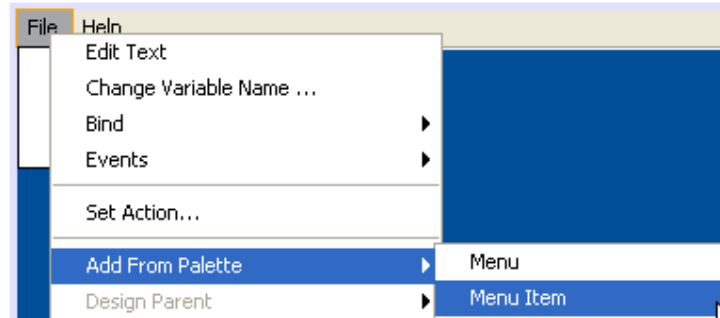 File Help
Edit Text
Change Variable Name ...
Bind
Events
Set Action...
Add From Palette
Menu
Design Parent
Menu Item